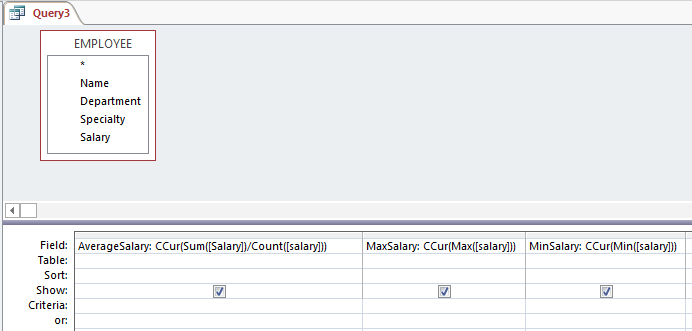 Query3
EMPLOYEE
*
Name
Department
Specialty
Salary
Field: AverageSalary: CCur(Sum([Salary])/Count([salary])) MaxSalary: CCur(Max([salary])) MinSalary: CCur(Min([salary]))
Table:
Sort:
Show:
Criteria:
or: